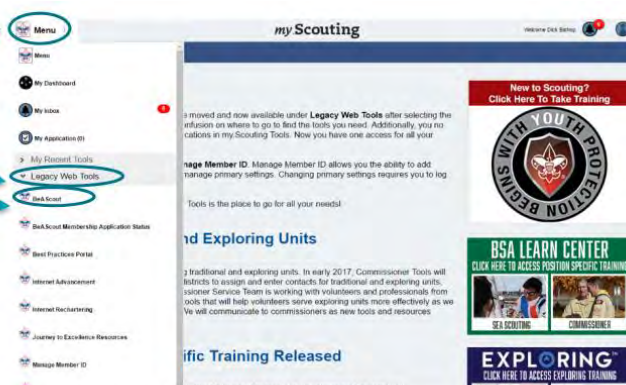 Menu
my.Scouting
Welcome Dick Bishop
Menu
My Dashboard
My Inbox
My Application (0)
My Recent Tools
Legacy Web Tools
BeAScout
BeAScout Membership Application Status
Best Practices Portal
Internet Advancement
Internet Rechartering
Journey to Excellence Resources
Manage Member ID
e moved and now available under Legacy Web Tools after selecting the
onfusion on where to go to find the tools you need. Additionally, you no
cations in my.Scouting Tools. Now you have one access for all your
nage Member ID. Manage Member ID allows you the ability to add
manage primary settings. Changing primary settings requires you to log
Tools is the place to go for all your needs!
nd Exploring Units
g traditional and exploring units. In early 2017, Commissioner Tools will
districts to assign and enter contacts for traditional and exploring units.
ssioner Service Team is working with volunteers and professionals from
ools that will help volunteers serve exploring units more effectively as we
We will communicate to commissioners as new tools and resources
ific Training Released
New to Scouting?
Click Here To Take Training
YOUTH PROTECTION BEGINS WITH YOU
BSA LEARN CENTER
CLICK HERE TO ACCESS POSITION SPECIFIC TRAINING
SEA SCOUTING
COMMISSIONER
EXPLORING
CLICK HERE TO ACCESS EXPLORING TRAINING